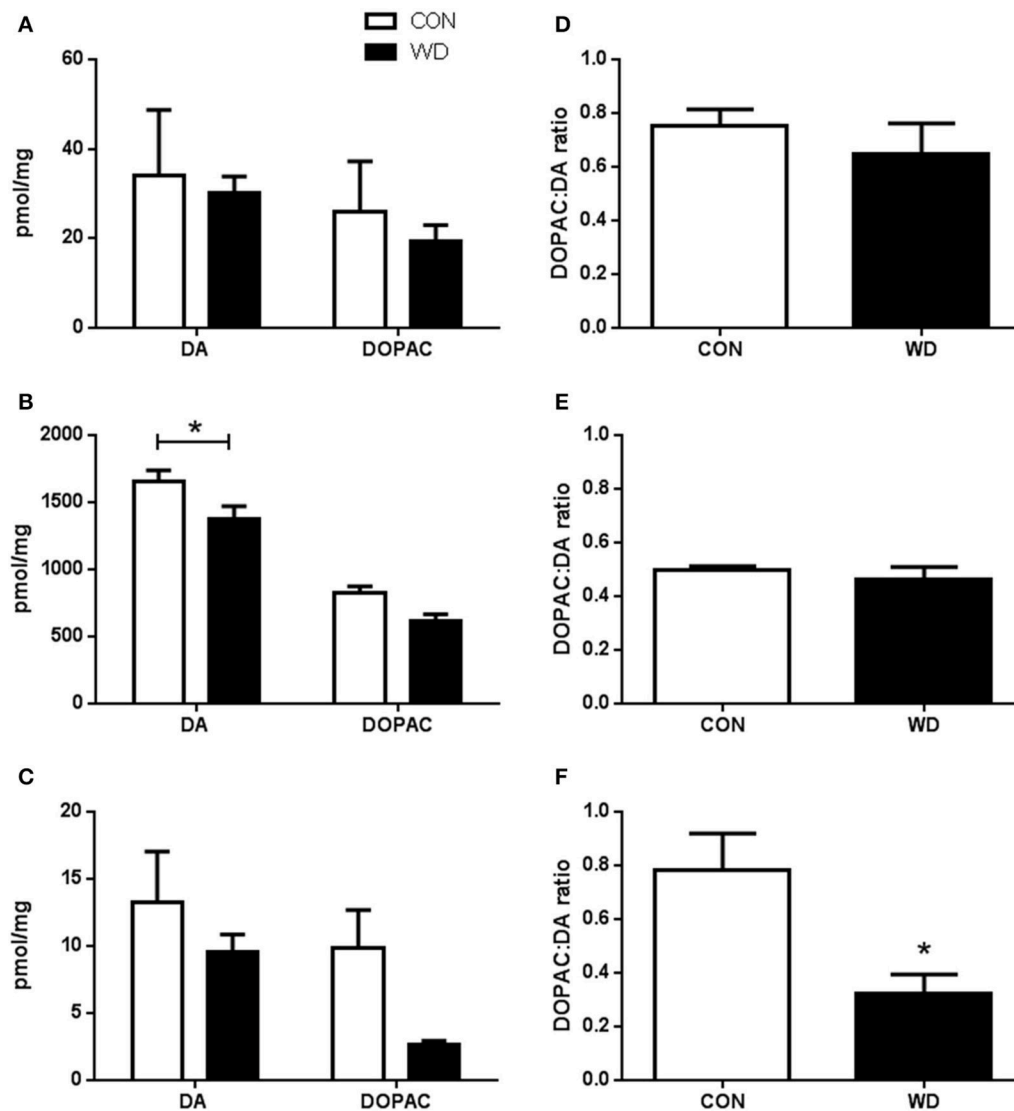 A
CON
WD
pmol/mg
60
40
20
0
DA
DOPAC
D
DOPAC:DA ratio
1.0
0.8
0.6
0.4
0.2
0.0
CON
WD
B
pmol/mg
2000
1500
1000
500
0
*
DA
DOPAC
E
DOPAC:DA ratio
1.0
0.8
0.6
0.4
0.2
0.0
CON
WD
C
pmol/mg
20
15
10
5
0
DA
DOPAC
F
DOPAC:DA ratio
1.0
0.8
0.6
0.4
0.2
0.0
*
CON
WD